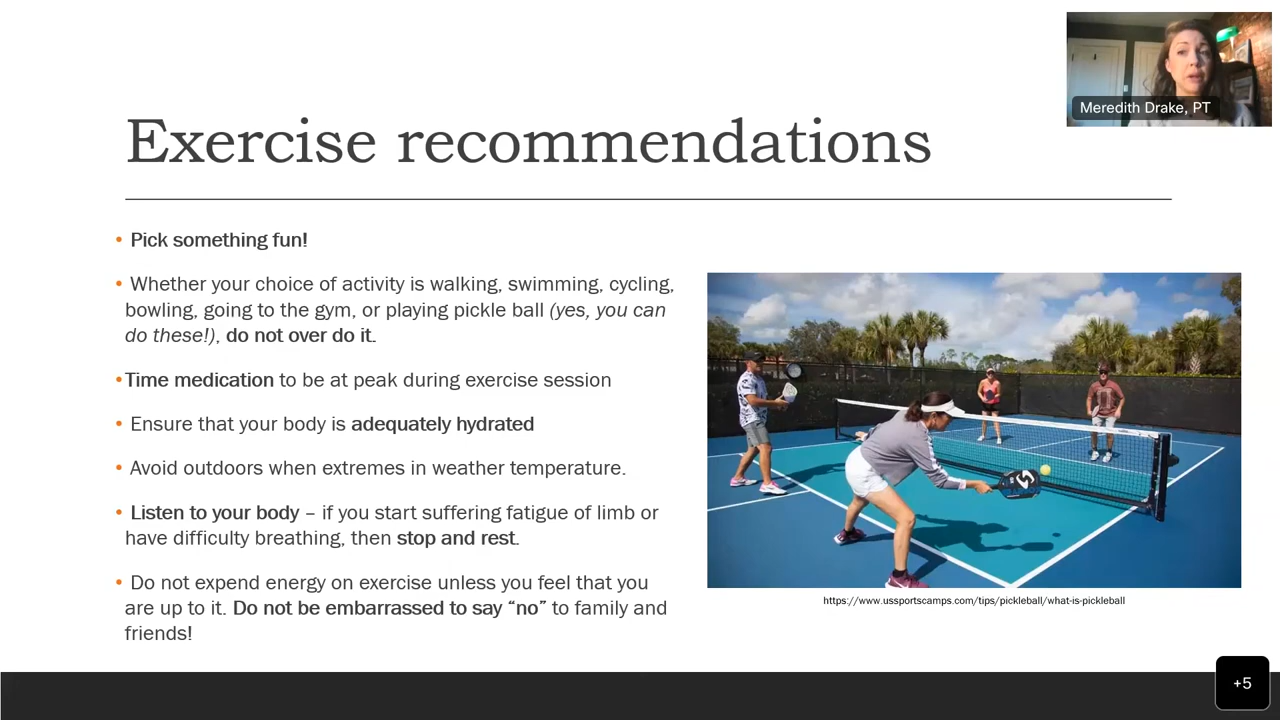 Meredith Drake, PT
Exercise recommendations
• Pick something fun!
• Whether your choice of activity is walking, swimming, cycling,
bowling, going to the gym, or playing pickle ball (yes, you can
do these!), do not over do it.
•Time medication to be at peak during exercise session
• Ensure that your body is adequately hydrated
• Avoid outdoors when extremes in weather temperature.
• Listen to your body – if you start suffering fatigue of limb or
have difficulty breathing, then stop and rest.
• Do not expend energy on exercise unless you feel that you
are up to it. Do not be embarrassed to say “no” to family and
friends!
https://www.ussportscamps.com/tips/pickleball/what-is-pickleball
+5